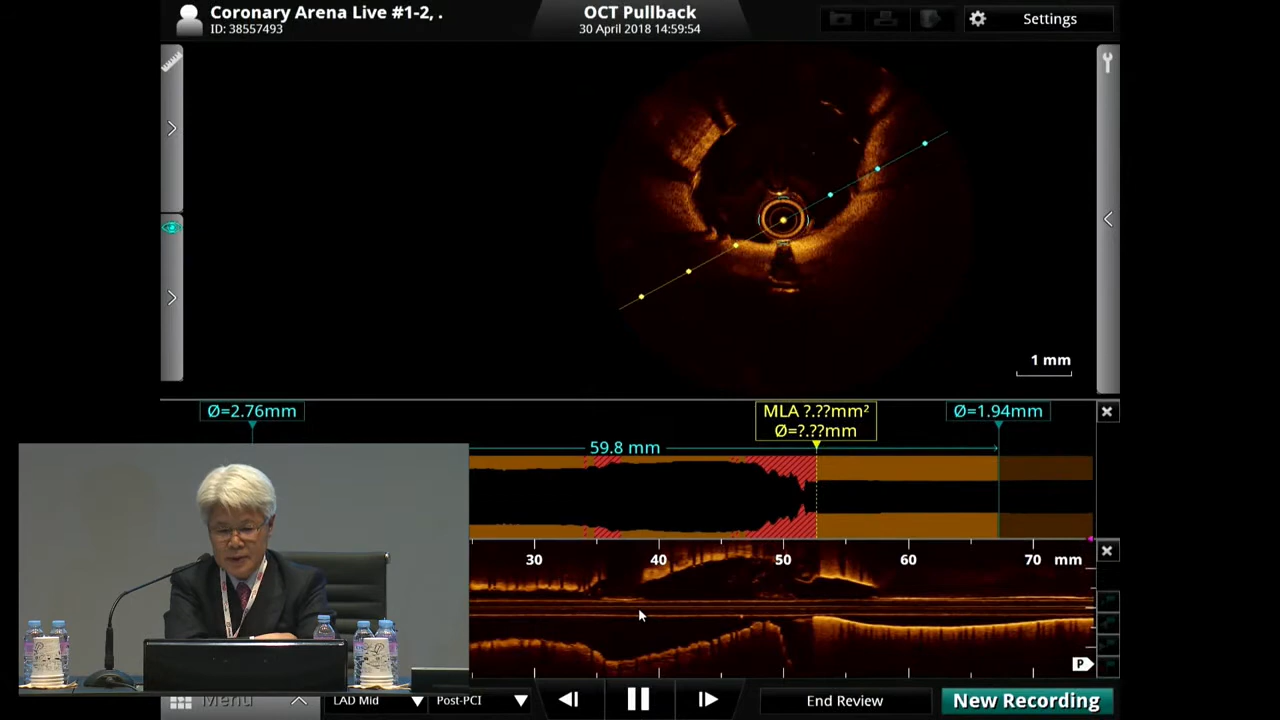 Coronary Arena Live #1-2, .
ID: 38557493
OCT Pullback
30 April 2018 14:59:54
Settings
1 mm
Ø=2.76mm
MLA ?.??mm²
Ø=?.??mm
Ø=1.94mm
59.8 mm
30 40 50 60 70 mm
P
Menu
LAD Mid
Post-PCI
End Review
New Recording